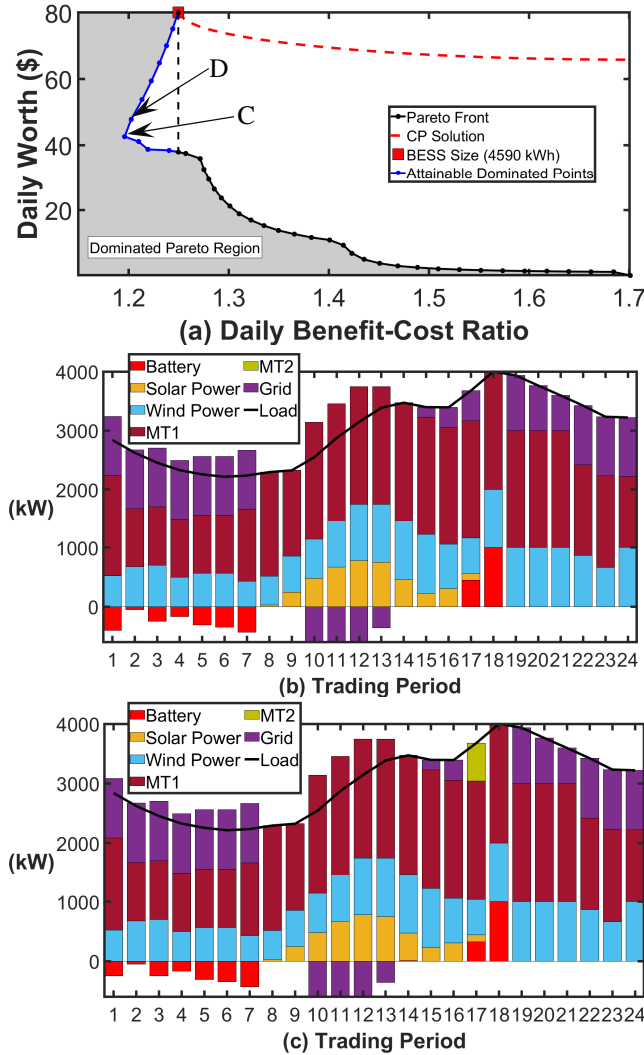 80
60
40
20
Daily Worth ($)
D
C
Pareto Front
CP Solution
BESS Size (4590 kWh)
Attainable Dominated Points
Dominated Pareto Region
1.2 1.3 1.4 1.5 1.6 1.7
(a) Daily Benefit-Cost Ratio
Battery MT2
Solar Power Grid
Wind Power Load
MT1
4000
3000
2000
(kW)
1000
0
1 2 3 4 5 6 7 8 9 10 11 12 13 14 15 16 17 18 19 20 21 22 23 24
(b) Trading Period
Battery MT2
Solar Power Grid
Wind Power Load
MT1
4000
3000
(kW)
2000
1000
0
1 2 3 4 5 6 7 8 9 10 11 12 13 14 15 16 17 18 19 20 21 22 23 24
(c) Trading Period